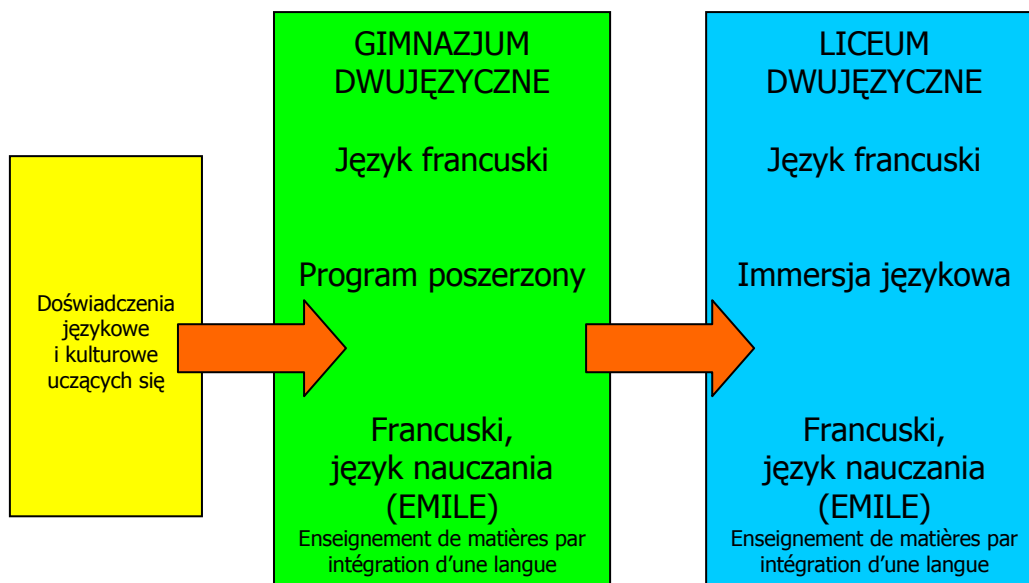 Doświadczenia
językowe
i kulturowe
uczących się
GIMNAZJUM
DWUJĘZYCZNE
Język francuski
Program poszerzony
Francuski,
język nauczania
(EMILE)
Enseignement de matières par
intégration d'une langue
LICEUM
DWUJĘZYCZNE
Język francuski
Immersja językowa
Francuski,
język nauczania
(EMILE)
Enseignement de matières par
intégration d'une langue